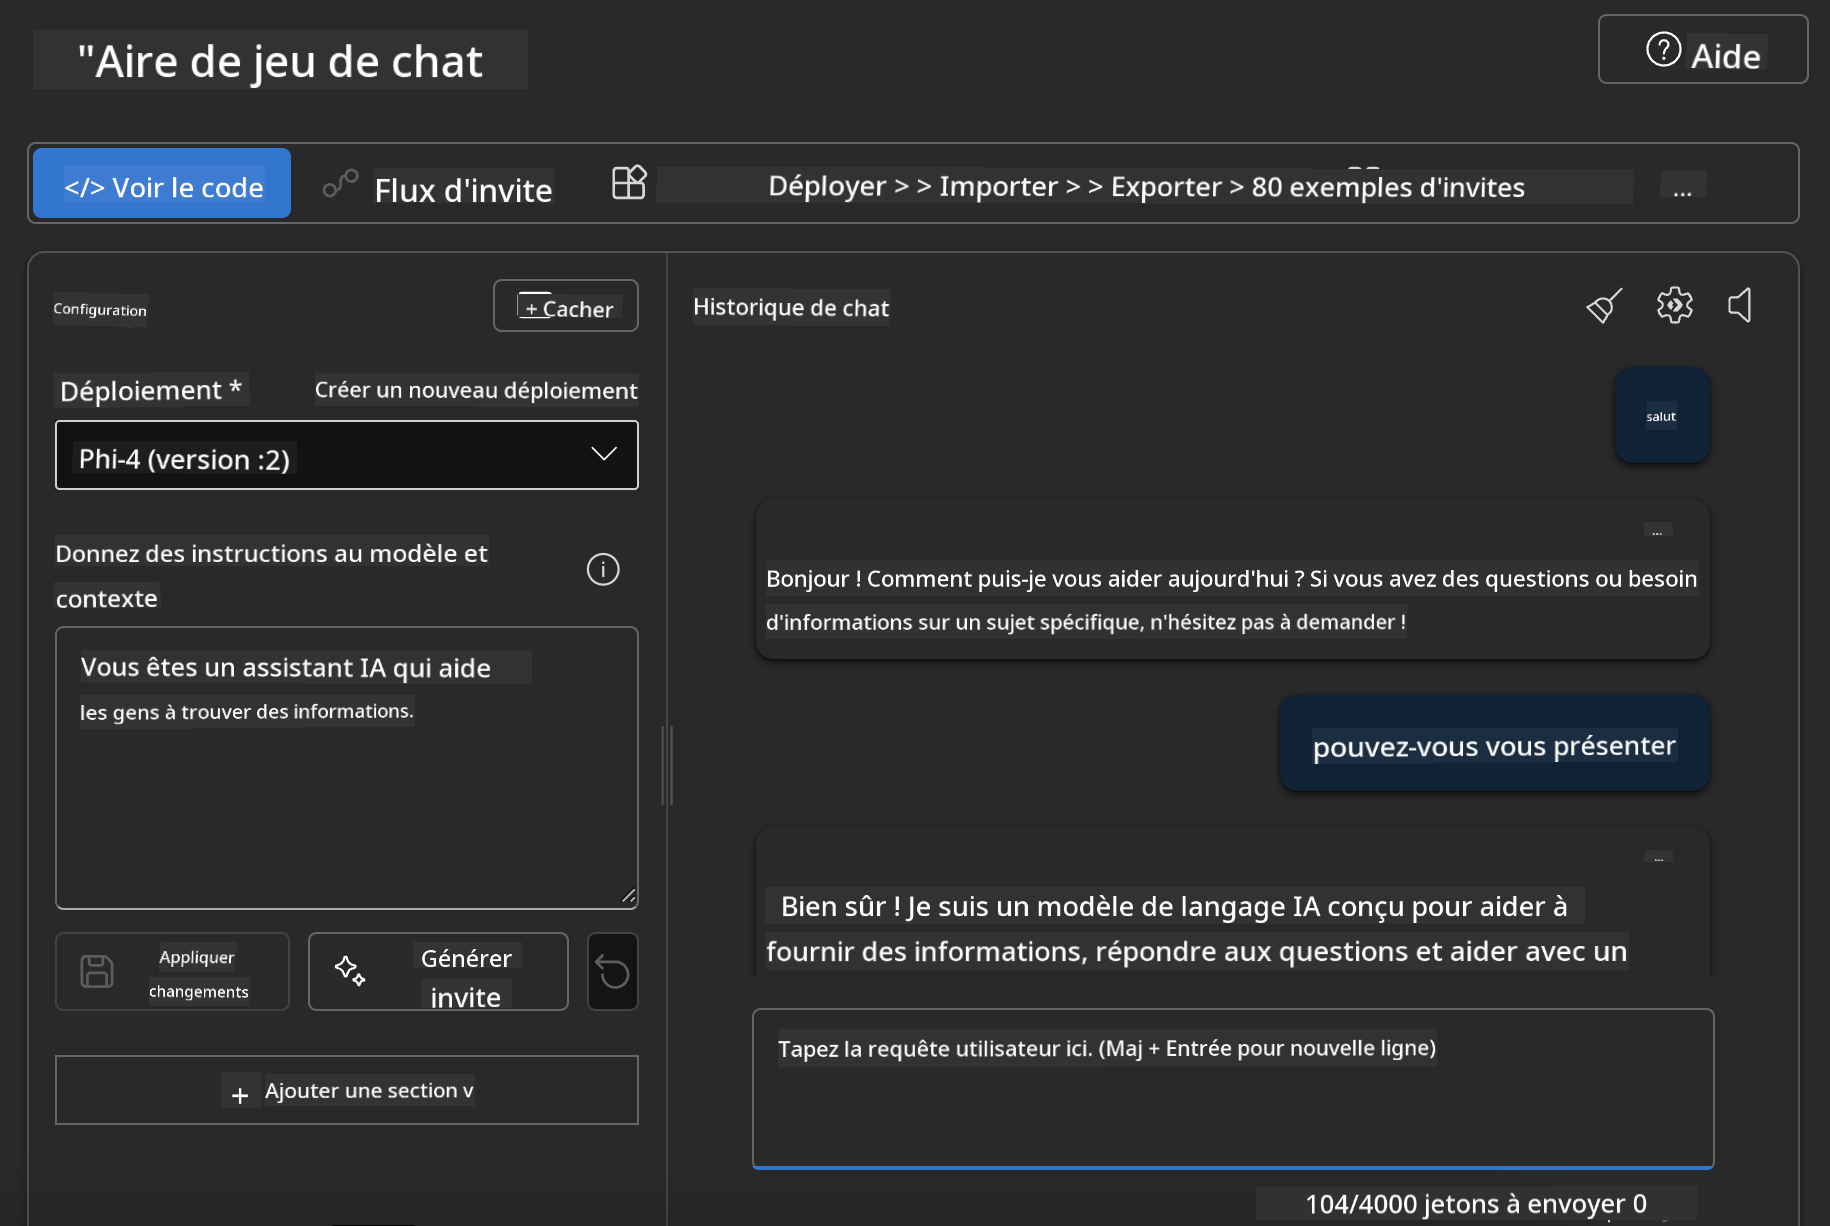 "Aire de jeu de chat
Aide
</> Voir le code
Flux d'invite
Déployer > > Importer > > Exporter > 80 exemples d'invites
...
Configuration
+ Cacher
Déploiement *
Créer un nouveau déploiement
Phi-4 (version :2)
Donnez des instructions au modèle et
contexte
Vous êtes un assistant IA qui aide
les gens à trouver des informations.
Appliquer
changements
Générer
invite
+ Ajouter une section v
Historique de chat
salut
...
Bonjour ! Comment puis-je vous aider aujourd'hui ? Si vous avez des questions ou besoin
d'informations sur un sujet spécifique, n'hésitez pas à demander !
pouvez-vous vous présenter
...
Bien sûr ! Je suis un modèle de langage IA conçu pour aider à
fournir des informations, répondre aux questions et aider avec un
Tapez la requête utilisateur ici. (Maj + Entrée pour nouvelle ligne)
104/4000 jetons à envoyer 0